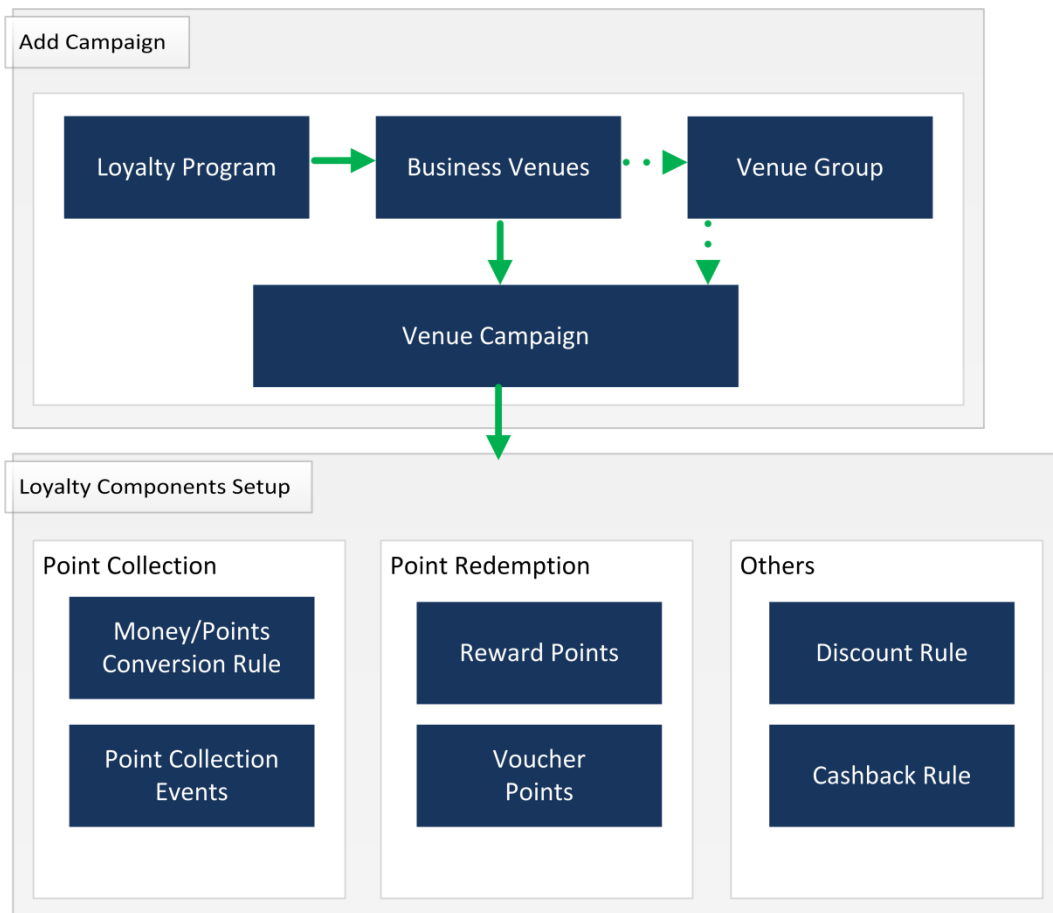 Add Campaign
Loyalty Program
Business Venues
Venue Group
Venue Campaign
Loyalty Components Setup
Point Collection
Money/Points
Conversion Rule
Point Collection
Events
Point Redemption
Reward Points
Voucher
Points
Others
Discount Rule
Cashback Rule